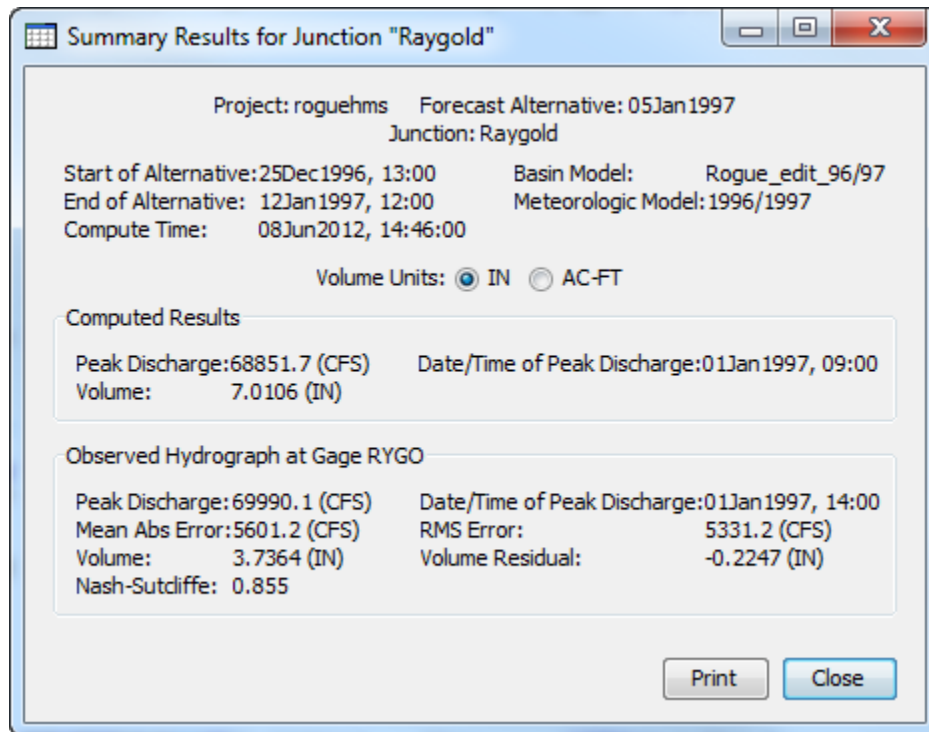 Summary Results for Junction "Raygold"
Project: roguehms Forecast Alternative: 05Jan1997
Junction: Raygold
Start of Alternative:25Dec1996, 13:00 Basin Model: Rogue_edit_96/97
End of Alternative: 12Jan1997, 12:00 Meteorologic Model:1996/1997
Compute Time: 08Jun2012, 14:46:00
Volume Units: IN AC-FT
Computed Results
Peak Discharge:68851.7 (CFS) Date/Time of Peak Discharge:01Jan1997, 09:00
Volume: 7.0106 (IN)
Observed Hydrograph at Gage RYGO
Peak Discharge:69990.1 (CFS) Date/Time of Peak Discharge:01Jan1997, 14:00
Mean Abs Error:5601.2 (CFS) RMS Error: 5331.2 (CFS)
Volume: 3.7364 (IN) Volume Residual: -0.2247 (IN)
Nash-Sutcliffe: 0.855
Print Close